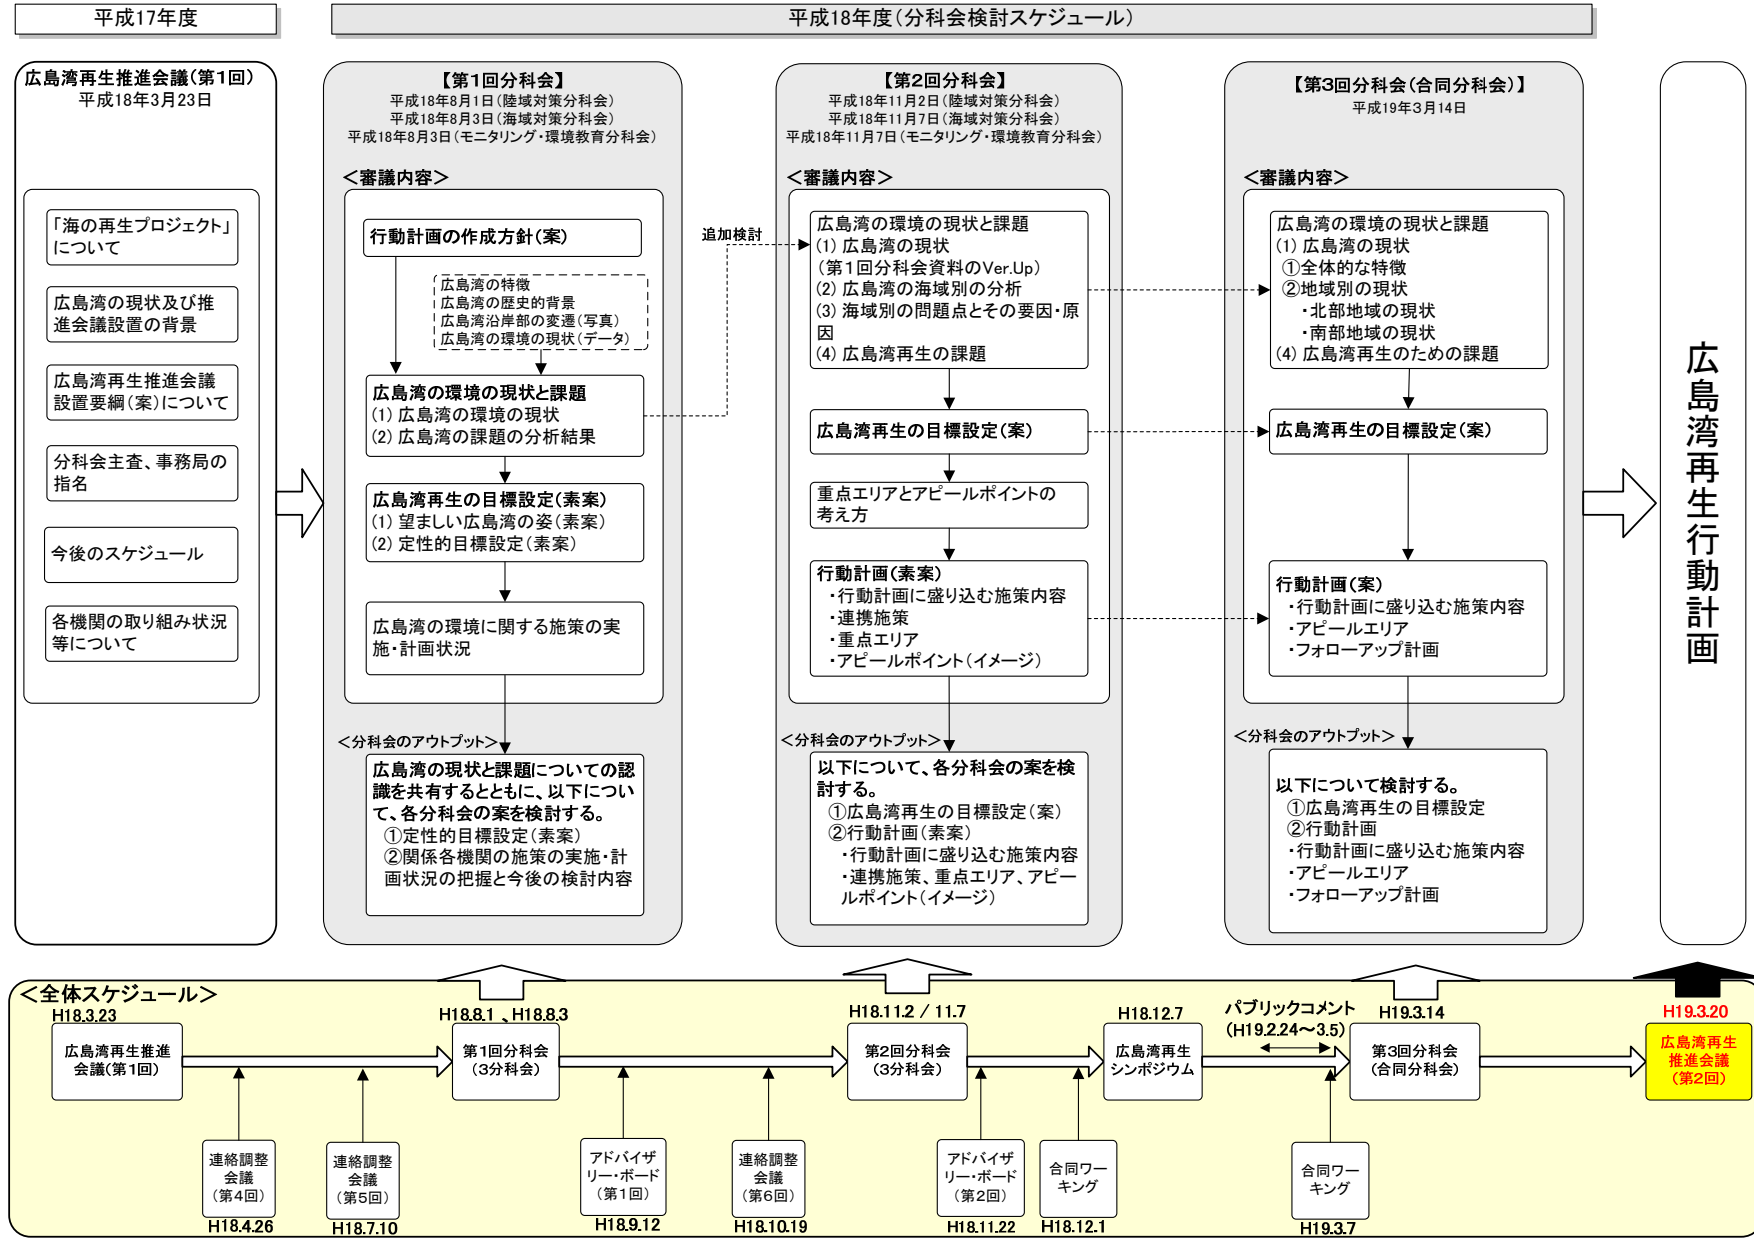 平成17年度
平成18年度(分科会検討スケジュール)
広島湾再生推進会議(第1回)
平成18年3月23日
「海の再生プロジェクト」
について
広島湾の現状及び推
進会議設置の背景
広島湾再生推進会議
設置要綱(案)について
分科会主査、事務局の
指名
今後のスケジュール
各機関の取り組み状況
等について
【第1回分科会】
平成18年8月1日(陸域対策分科会)
平成18年8月3日(海域対策分科会)
平成18年8月3日(モニタリング・環境教育分科会)
<審議内容>
行動計画の作成方針(案)
広島湾の特徴
広島湾の歴史的背景
広島湾沿岸部の変遷(写真)
広島湾の環境の現状(データ)
広島湾の環境の現状と課題
(1) 広島湾の環境の現状
(2) 広島湾の課題の分析結果
広島湾再生の目標設定(素案)
(1) 望ましい広島湾の姿(素案)
(2) 定性的目標設定(素案)
広島湾の環境に関する施策の実
施・計画状況
<分科会のアウトプット>
広島湾の現状と課題についての認
識を共有するとともに、以下につい
て、各分科会の案を検討する。
①定性的目標設定(素案)
②関係各機関の施策の実施・計
画状況の把握と今後の検討内容
追加検討
【第2回分科会】
平成18年11月2日(陸域対策分科会)
平成18年11月7日(海域対策分科会)
平成18年11月7日(モニタリング・環境教育分科会)
<審議内容>
広島湾の環境の現状と課題
(1) 広島湾の現状
(第1回分科会資料のVer.Up)
(2) 広島湾の海域別の分析
(3) 海域別の問題点とその要因・原
因
(4) 広島湾再生の課題
広島湾再生の目標設定(案)
重点エリアとアピールポイントの
考え方
行動計画(素案)
・行動計画に盛り込む施策内容
・連携施策
・重点エリア
・アピールポイント(イメージ)
<分科会のアウトプット>
以下について、各分科会の案を検
討する。
①広島湾再生の目標設定(案)
②行動計画(素案)
・行動計画に盛り込む施策内容
・連携施策、重点エリア、アピー
ルポイント(イメージ)
【第3回分科会(合同分科会)】
平成19年3月14日
<審議内容>
広島湾の環境の現状と課題
(1) 広島湾の現状
①全体的な特徴
②地域別の現状
・北部地域の現状
・南部地域の現状
(4) 広島湾再生のための課題
広島湾再生の目標設定(案)
行動計画(案)
・行動計画に盛り込む施策内容
・アピールエリア
・フォローアップ計画
<分科会のアウトプット>
以下について検討する。
①広島湾再生の目標設定
②行動計画
・行動計画に盛り込む施策内容
・アピールエリア
・フォローアップ計画
広島湾再生行動計画
<全体スケジュール>
H18.3.23
広島湾再生推進
会議(第1回)
H18.8.1 、H18.8.3
第1回分科会
(3分科会)
H18.11.2 / 11.7
第2回分科会
(3分科会)
H18.12.7
広島湾再生
シンポジウム
パブリックコメント
(H19.2.24~3.5)
H19.3.14
第3回分科会
(合同分科会)
H19.3.20
広島湾再生
推進会議
(第2回)
連絡調整
会議
(第4回)
H18.4.26
連絡調整
会議
(第5回)
H18.7.10
アドバイザ
リー・ボード
(第1回)
H18.9.12
連絡調整
会議
(第6回)
H18.10.19
アドバイザ
リー・ボード
(第2回)
H18.11.22
合同ワー
キング
H18.12.1
合同ワー
キング
H19.3.7